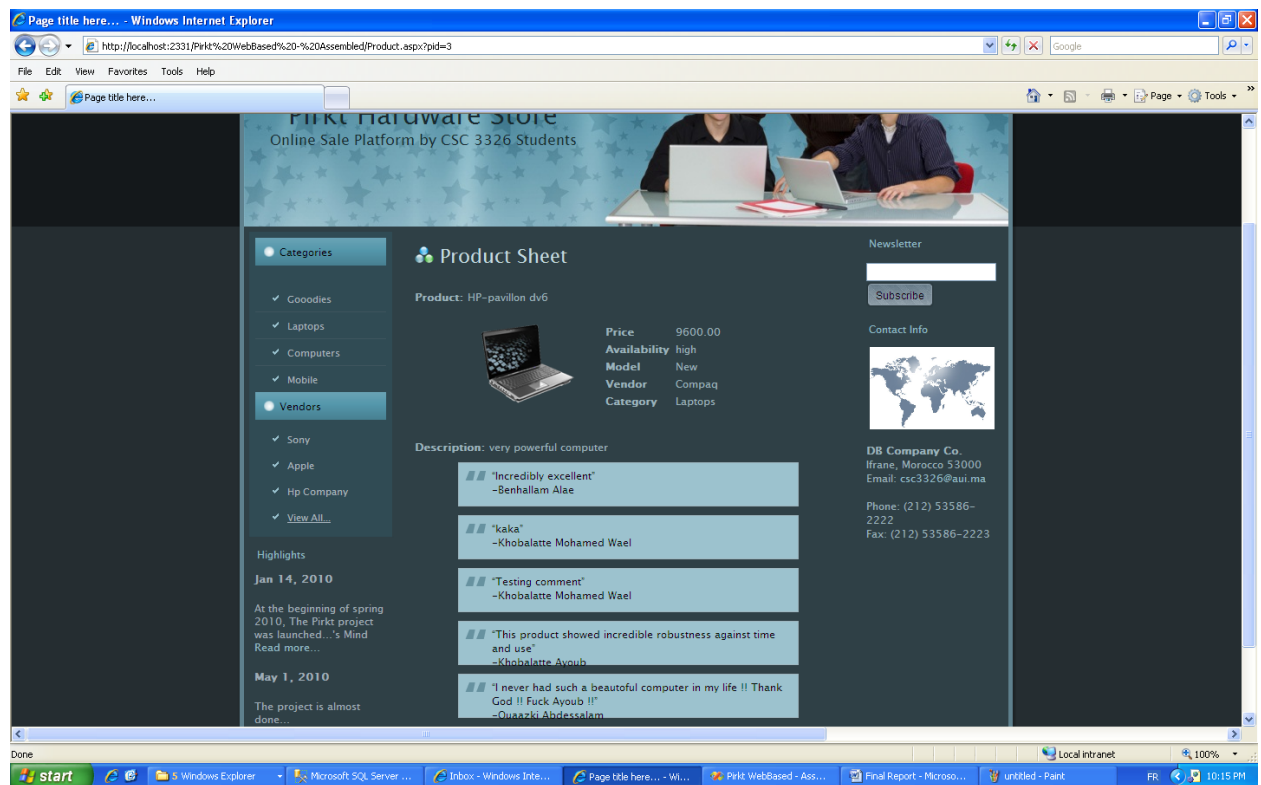 Page title here... - Windows Internet Explorer
http://localhost:2331/Pirkt%20WebBased%20-%20Assembled/Product.aspx?pid=3
Google
File Edit View Favorites Tools Help
Page title here...
Page Tools
Pirkt Hardware Store
Online Sale Platform by CSC 3326 Students
Categories
Gooodies
Laptops
Computers
Mobile
Vendors
Sony
Apple
Hp Company
View All...
Highlights
Jan 14, 2010
At the beginning of spring
2010, The Pirkt project
was launched...'s Mind
Read more...
May 1, 2010
The project is almost
done...
Product Sheet
Product: HP-pavillon dv6
Price 9600.00
Availability high
Model New
Vendor Compaq
Category Laptops
Description: very powerful computer
"Incredibly excellent"
-Benhallam Alae
"kaka"
-Khobalatte Mohamed Wael
"Testing comment"
-Khobalatte Mohamed Wael
"This product showed incredible robustness against time
and use"
-Khobalatte Ayoub
"I never had such a beautoful computer in my life !! Thank
God !! Fuck Ayoub !!"
-Ouaazki Abdessalam
Newsletter
Subscribe
Contact Info
DB Company Co.
Ifrane, Morocco 53000
Email: csc3326@aui.ma
Phone: (212) 53586-
2222
Fax: (212) 53586-2223
Done
Local intranet
100%
start
5 Windows Explorer
Microsoft SQL Server ...
Inbox - Windows Inte...
Page title here... - Wi...
Pirkt WebBased - Ass...
Final Report - Microso...
untitled - Paint
FR
10:15 PM